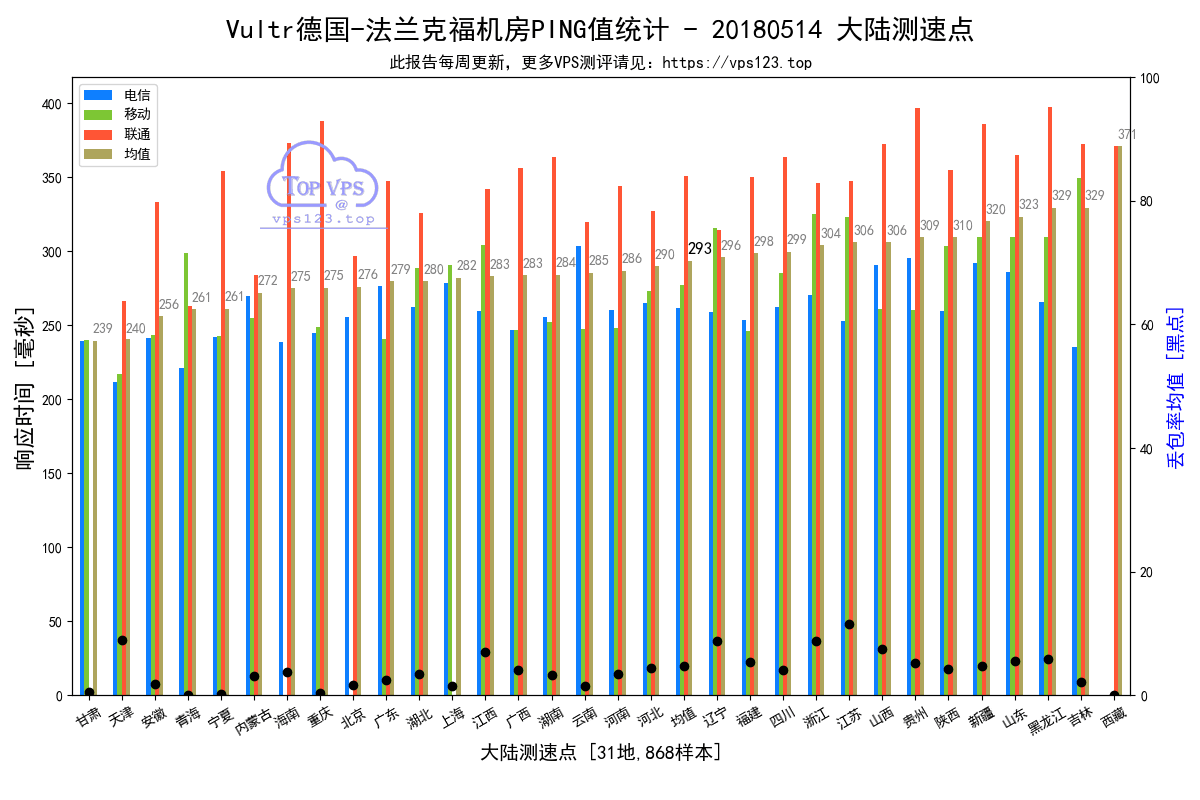 Vultr德国-法兰克福机房PING值统计 - 20180514 大陆测速点
此报告每周更新, 更多VPS测评请见: https://vps123.top
电信
移动
联通
均值
TOP VPS
@
vps123.top
响应时间 [毫秒]
400
350
300
250
200
150
100
50
0
239 240 256 261 261 272 275 275 276 279 280 282 283 283 284 285 286 290 293 296 298 299 304 306 306 309 310 320 323 329 329 371
100
80
60
40
20
0
丢包率均值 [黑点]
甘肃 天津 安徽 青海 宁夏 内蒙古 海南 重庆 北京 广东 湖北 上海 江西 广西 湖南 云南 河南 河北 均值 辽宁 福建 四川 浙江 江苏 山西 贵州 陕西 新疆 山东 黑龙江 吉林 西藏
大陆测速点 [31地,868样本]